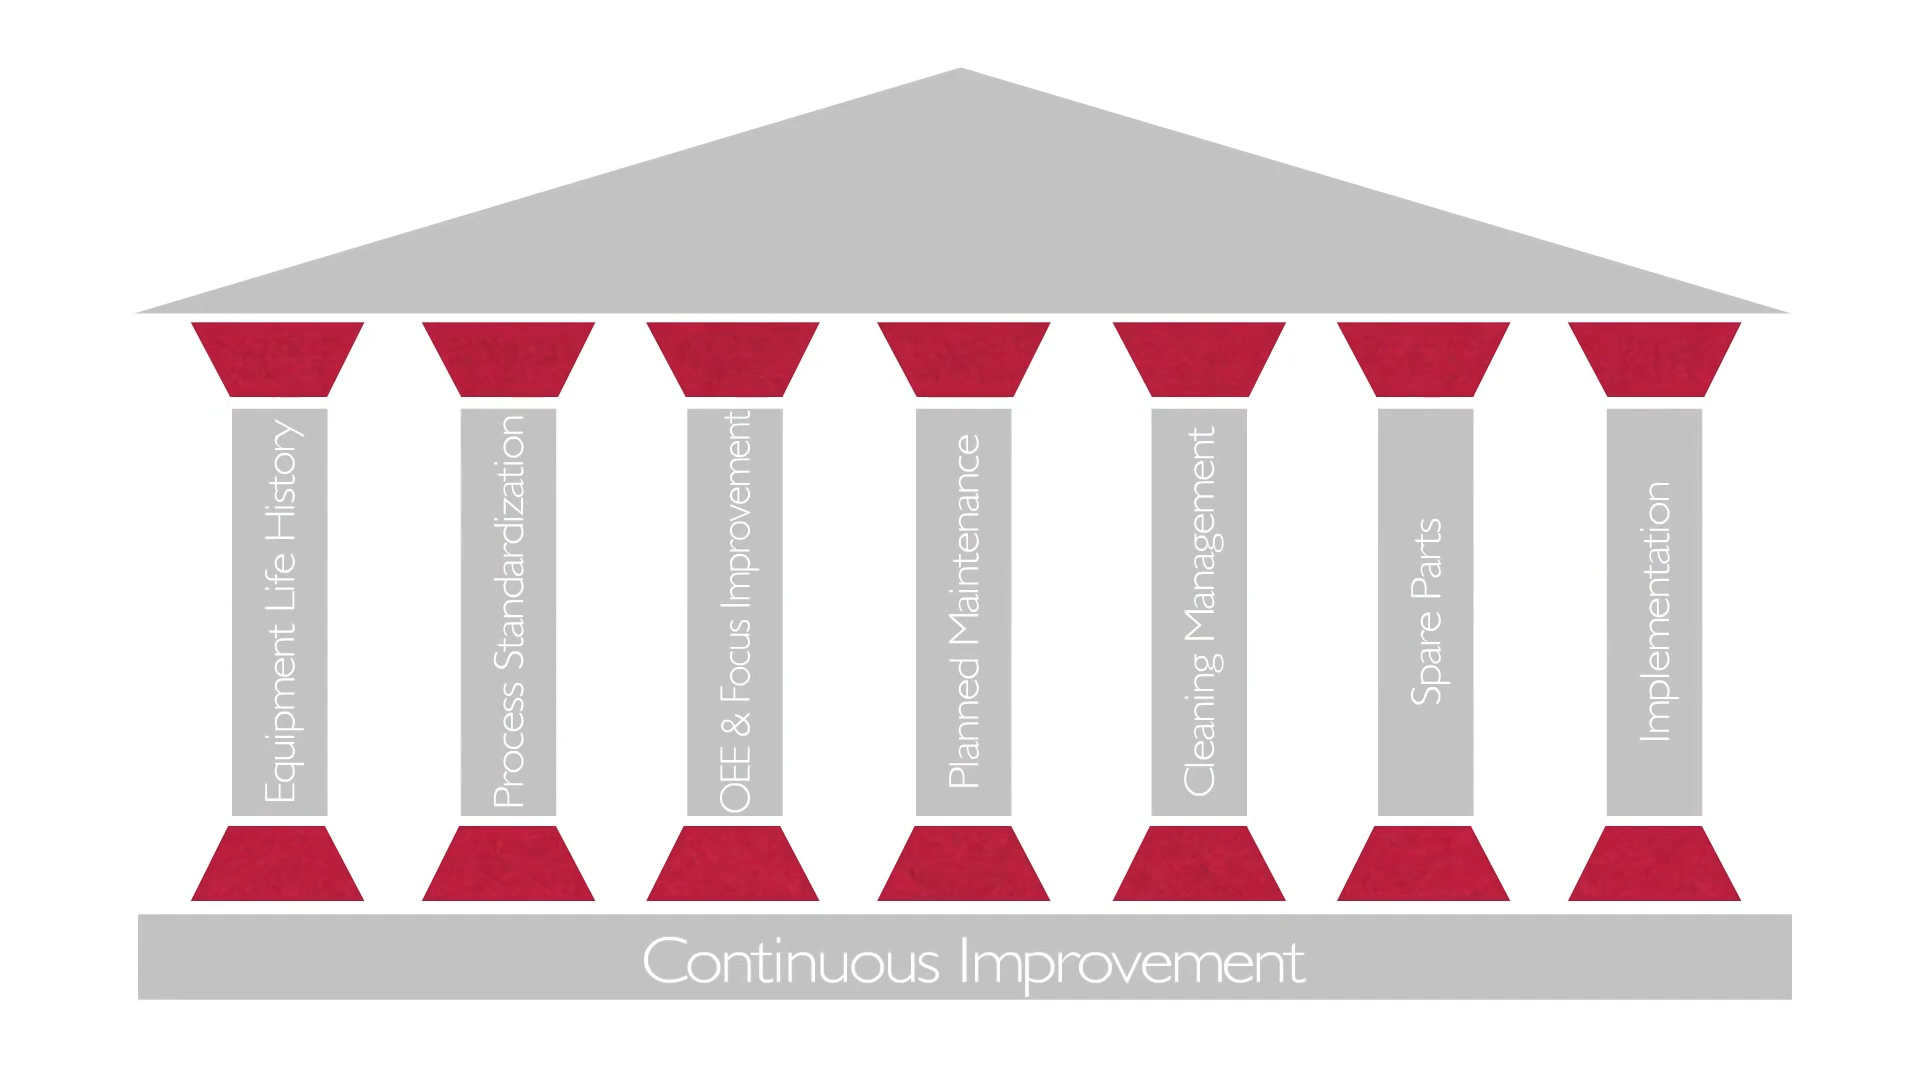 Equipment Life History
Process Standardization
OEE & Focus Improvement
Planned Maintenance
Cleaning Management
Spare Parts
Implementation
Continuous Improvement